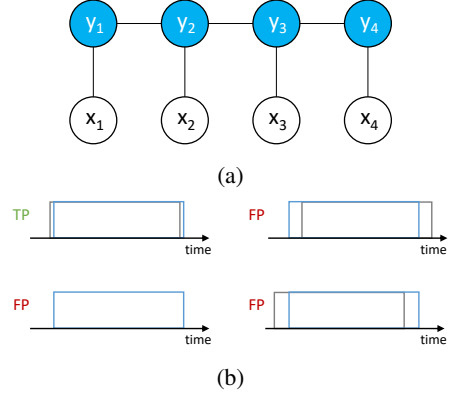 y1 y2 y3 y4
x1 x2 x3 x4
(a)
TP FP
time time
FP FP
time time
(b)